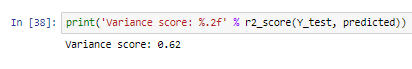 In [38]: print('Variance score: %.2f' % r2_score(Y_test, predicted))
Variance score: 0.62